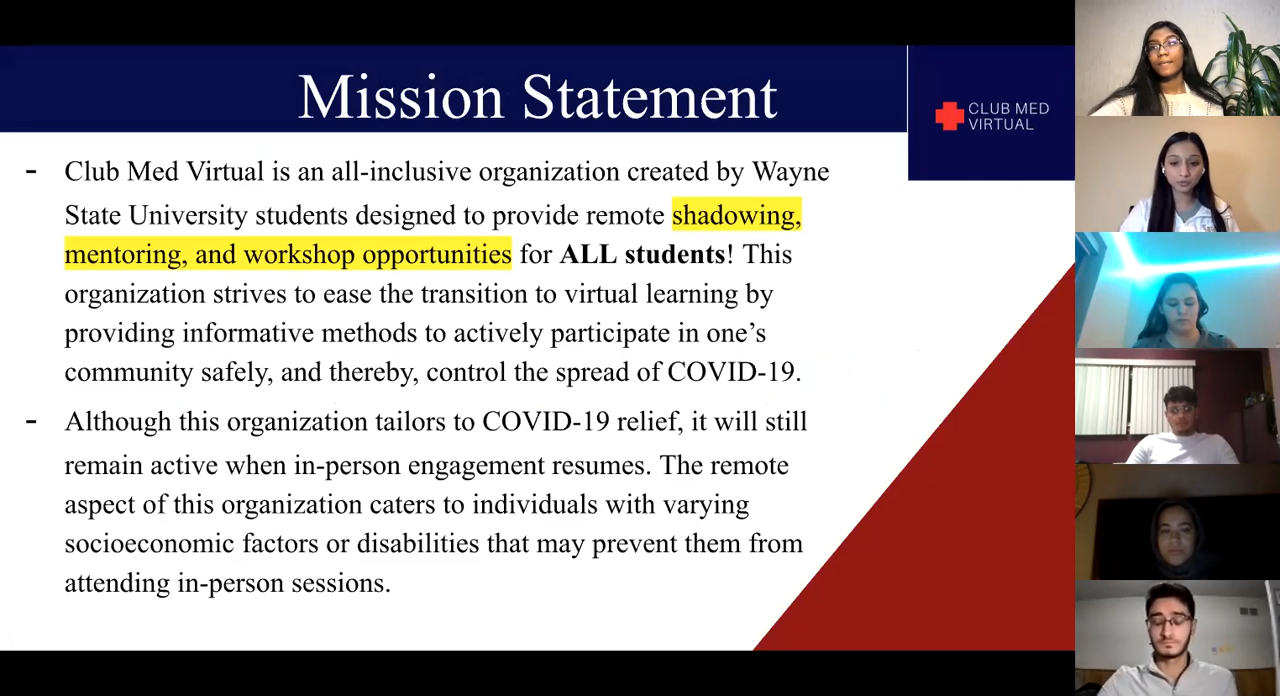 Mission Statement
CLUB MED
VIRTUAL
- Club Med Virtual is an all-inclusive organization created by Wayne
State University students designed to provide remote shadowing,
mentoring, and workshop opportunities for ALL students! This
organization strives to ease the transition to virtual learning by
providing informative methods to actively participate in one’s
community safely, and thereby, control the spread of COVID-19.
- Although this organization tailors to COVID-19 relief, it will still
remain active when in-person engagement resumes. The remote
aspect of this organization caters to individuals with varying
socioeconomic factors or disabilities that may prevent them from
attending in-person sessions.